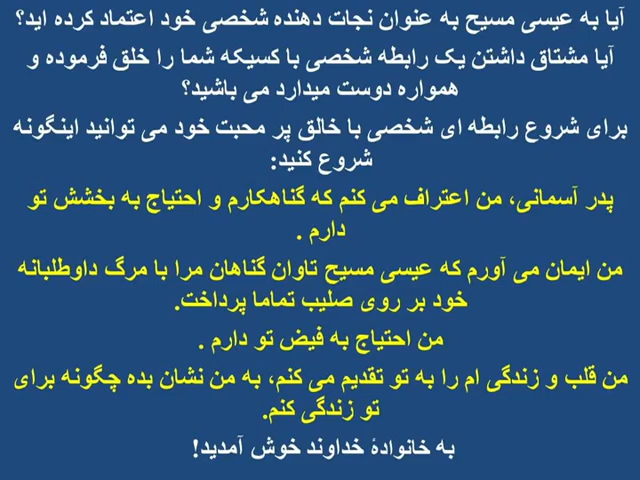 آیا به عیسی مسیح به عنوان نجات دهنده شخصی خود اعتماد کرده اید؟
آیا مشتاق داشتن یک رابطه شخصی با کسیکه شما را خلق فرموده و
همواره دوست میدارد می باشید؟
برای شروع رابطه ای شخصی با خالق پر محبت خود می توانید اینگونه
شروع کنید:
پدر آسمانی، من اعتراف می کنم که گناهکارم و احتیاج به بخشش تو
دارم .
من ایمان می آورم که عیسی مسیح تاوان گناهان مرا با مرگ داوطلبانه
خود بر روی صلیب تماما پرداخت.
من احتیاج به فیض تو دارم .
من قلب و زندگی ام را به تو تقدیم می کنم، به من نشان بده چگونه برای
تو زندگی کنم.
به خانوادۀ خداوند خوش آمدید!